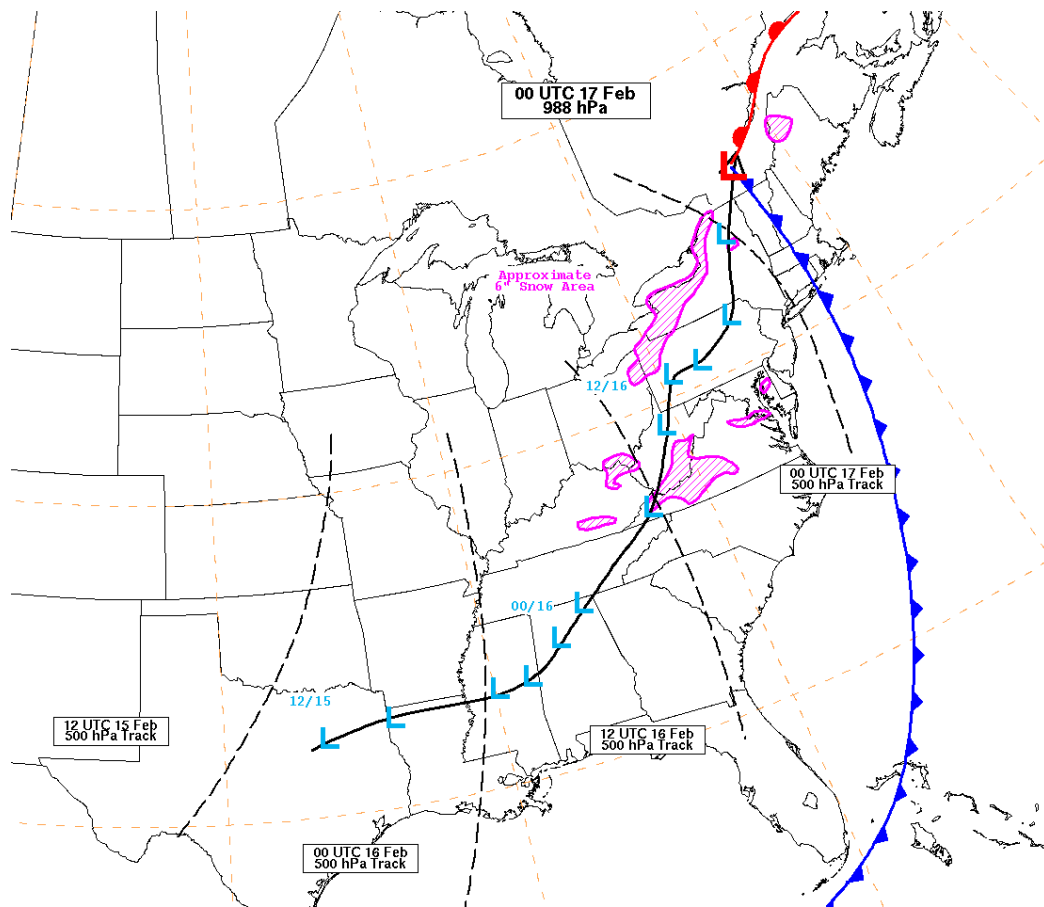 00 UTC 17 Feb
988 hPa
L
L
Approximate
6" Snow Area
L
12/16
L
L
L
00 UTC 17 Feb
500 hPa Track
L
00/16
L
L
12/15
L
L
L
L
12 UTC 15 Feb
500 hPa Track
12 UTC 16 Feb
500 hPa Track
00 UTC 16 Feb
500 hPa Track